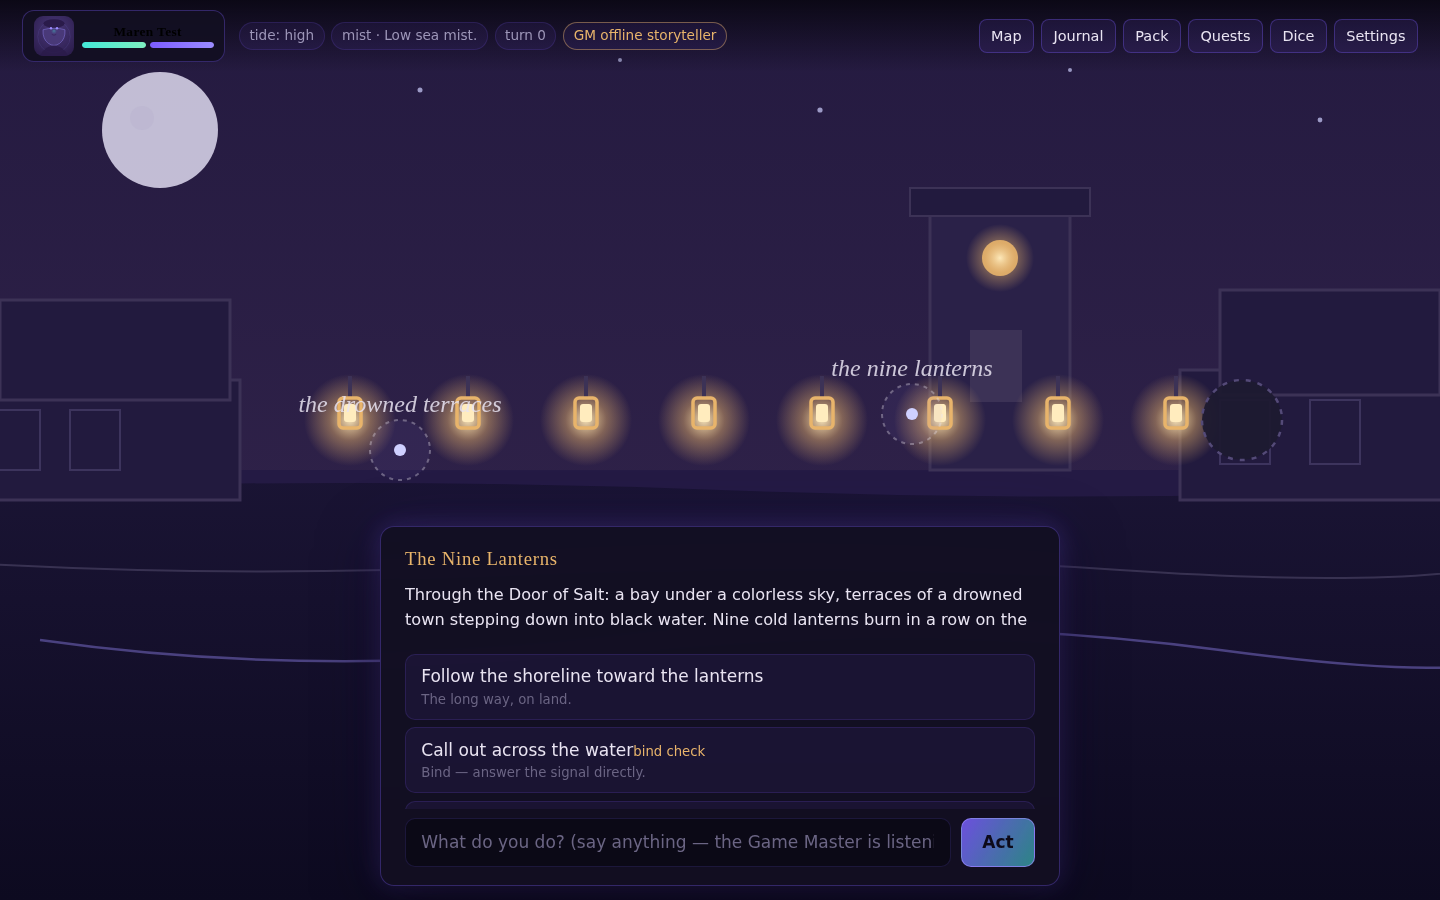 Maren Test
tide: high
mist · Low sea mist.
turn 0
GM offline storyteller
Map
Journal
Pack
Quests
Dice
Settings
the nine lanterns
the drowned terraces
The Nine Lanterns
Through the Door of Salt: a bay under a colorless sky, terraces of a drowned
town stepping down into black water. Nine cold lanterns burn in a row on the
Follow the shoreline toward the lanterns
The long way, on land.
Call out across the water bind check
Bind — answer the signal directly.
What do you do? (say anything — the Game Master is listen
Act